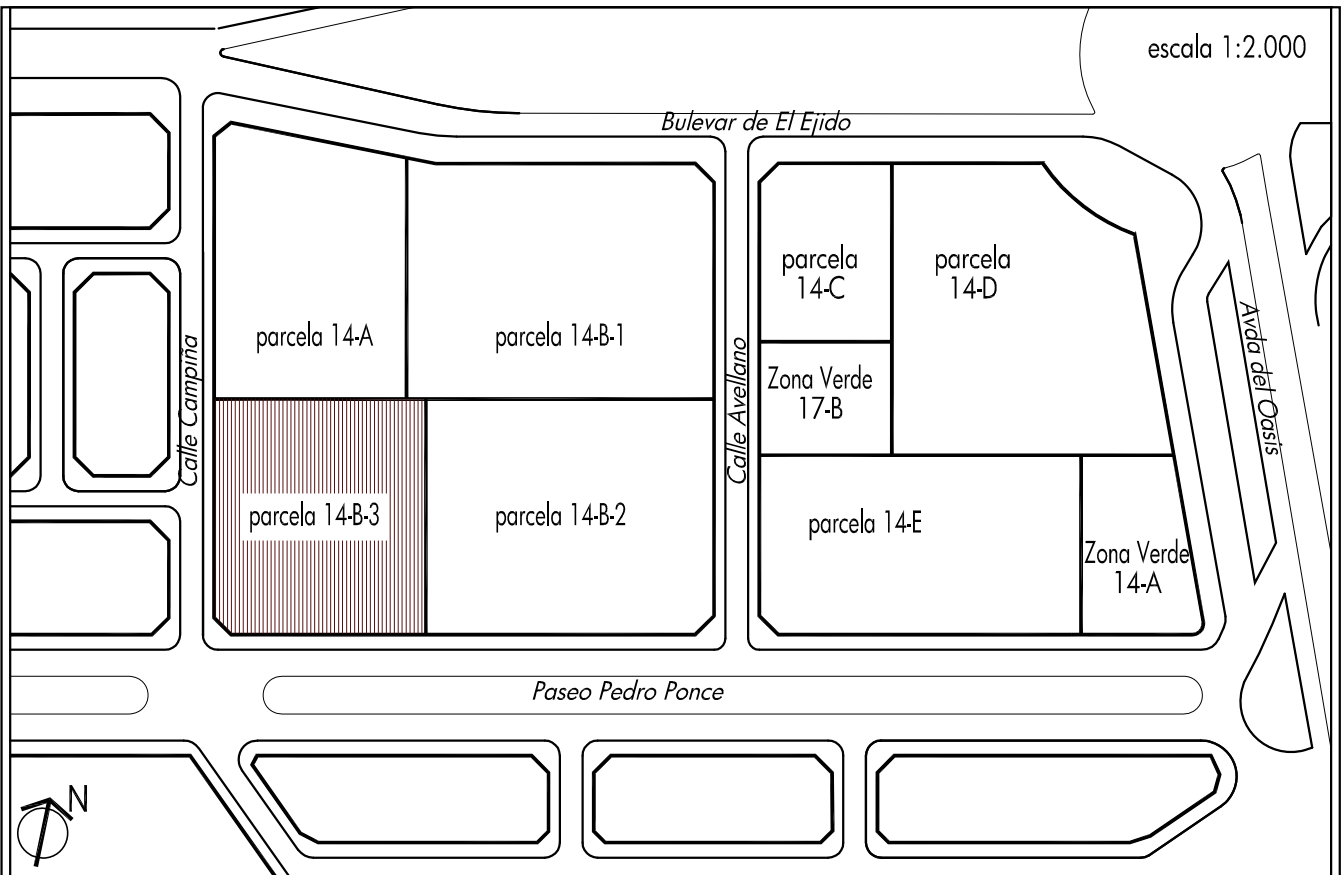 escala 1:2.000
Bulevar de El Ejido
parcela
14-C
parcela
14-D
parcela 14-A
parcela 14-B-1
Calle Campiña
Calle Avellano
Avda del Oasis
Zona Verde
17-B
parcela 14-B-3
parcela 14-B-2
parcela 14-E
Zona Verde
14-A
Paseo Pedro Ponce
N